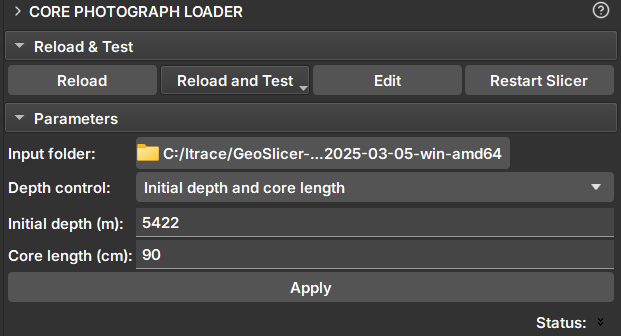 CORE PHOTOGRAPH LOADER
Reload & Test
Reload Reload and Test Edit Restart Slicer
Parameters
Input folder: C:/ltrace/GeoSlicer-...2025-03-05-win-amd64
Depth control: Initial depth and core length
Initial depth (m): 5422
Core length (cm): 90
Apply
Status: